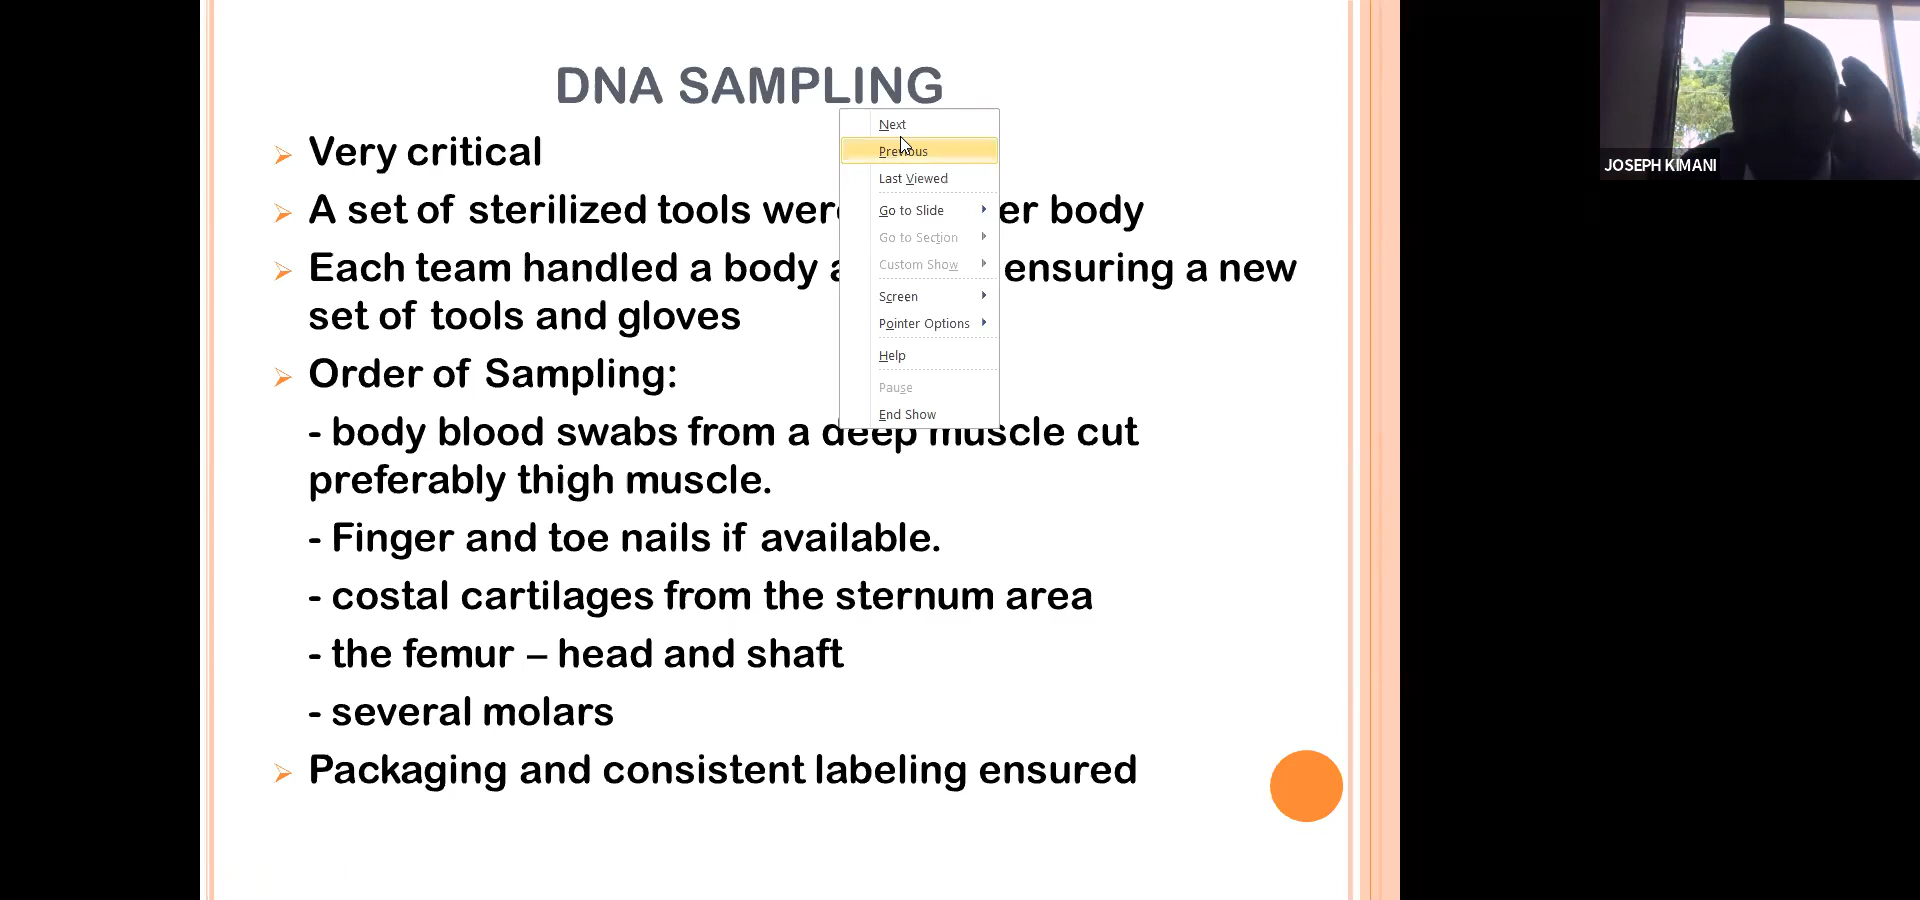 DNA SAMPLING
Very critical
A set of sterilized tools were er body
Each team handled a body ensuring a new
set of tools and gloves
Order of Sampling:
- body blood swabs from a deep muscle cut
preferably thigh muscle.
- Finger and toe nails if available.
- costal cartilages from the sternum area
- the femur – head and shaft
- several molars
Packaging and consistent labeling ensured
Next
Previous
Last Viewed
Go to Slide
Go to Section
Custom Show
Screen
Pointer Options
Help
Pause
End Show
JOSEPH KIMANI